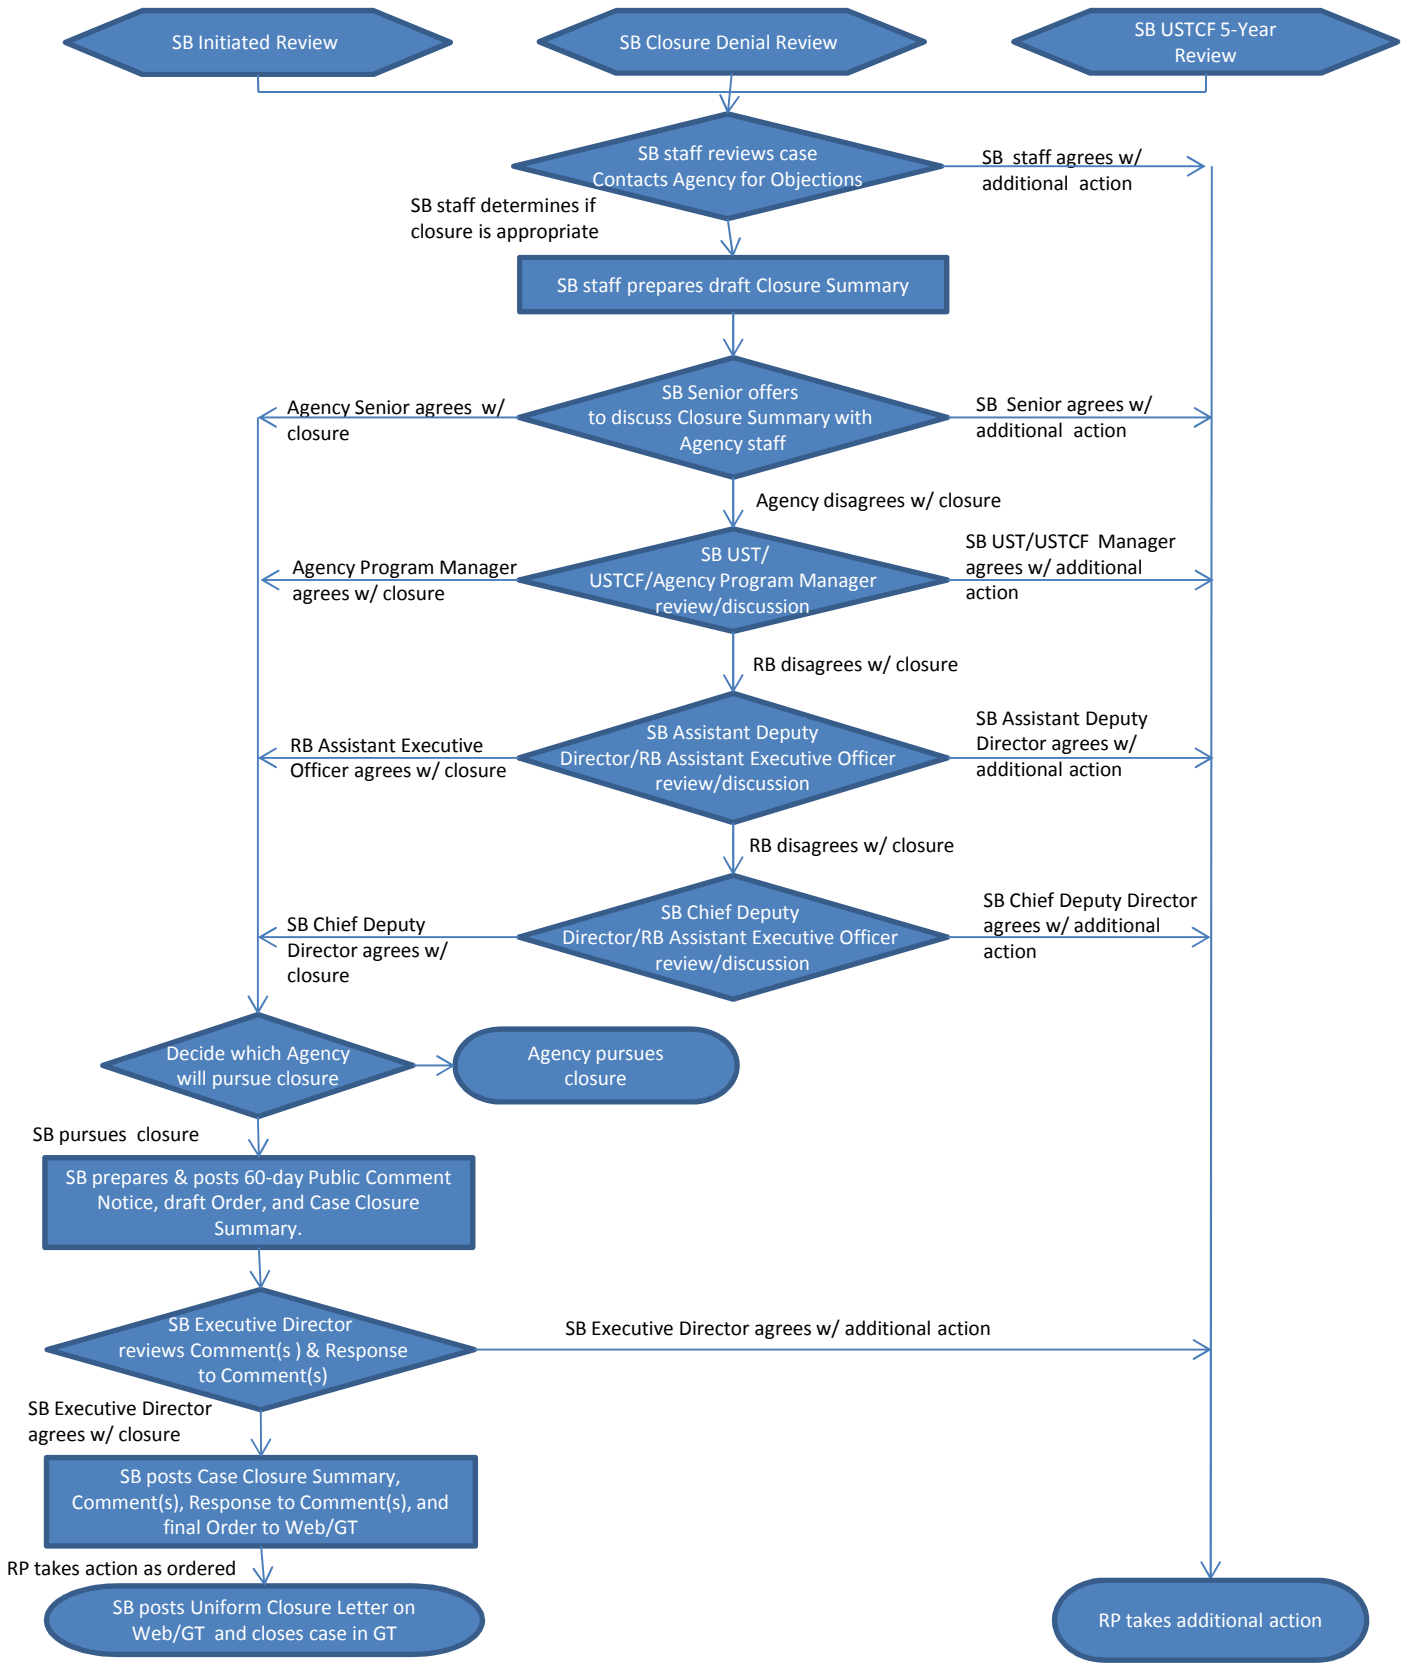 SB Initiated Review
SB Closure Denial Review
SB USTCF 5-Year
Review
SB staff reviews case
Contacts Agency for Objections
SB staff agrees w/
additional action
SB staff determines if
closure is appropriate
SB staff prepares draft Closure Summary
SB Senior offers
to discuss Closure Summary with
Agency staff
Agency Senior agrees w/
closure
SB Senior agrees w/
additional action
Agency disagrees w/ closure
SB UST/
USTCF/Agency Program Manager
review/discussion
Agency Program Manager
agrees w/ closure
SB UST/USTCF Manager
agrees w/ additional
action
RB disagrees w/ closure
SB Assistant Deputy
Director/RB Assistant Executive Officer
review/discussion
RB Assistant Executive
Officer agrees w/ closure
SB Assistant Deputy
Director agrees w/
additional action
RB disagrees w/ closure
SB Chief Deputy
Director/RB Assistant Executive Officer
review/discussion
SB Chief Deputy
Director agrees w/
closure
SB Chief Deputy Director
agrees w/ additional
action
Decide which Agency
will pursue closure
Agency pursues
closure
SB pursues closure
SB prepares & posts 60-day Public Comment
Notice, draft Order, and Case Closure
Summary.
SB Executive Director
reviews Comment(s ) & Response
to Comment(s)
SB Executive Director agrees w/ additional action
SB Executive Director
agrees w/ closure
SB posts Case Closure Summary,
Comment(s), Response to Comment(s), and
final Order to Web/GT
RP takes action as ordered
SB posts Uniform Closure Letter on
Web/GT and closes case in GT
RP takes additional action